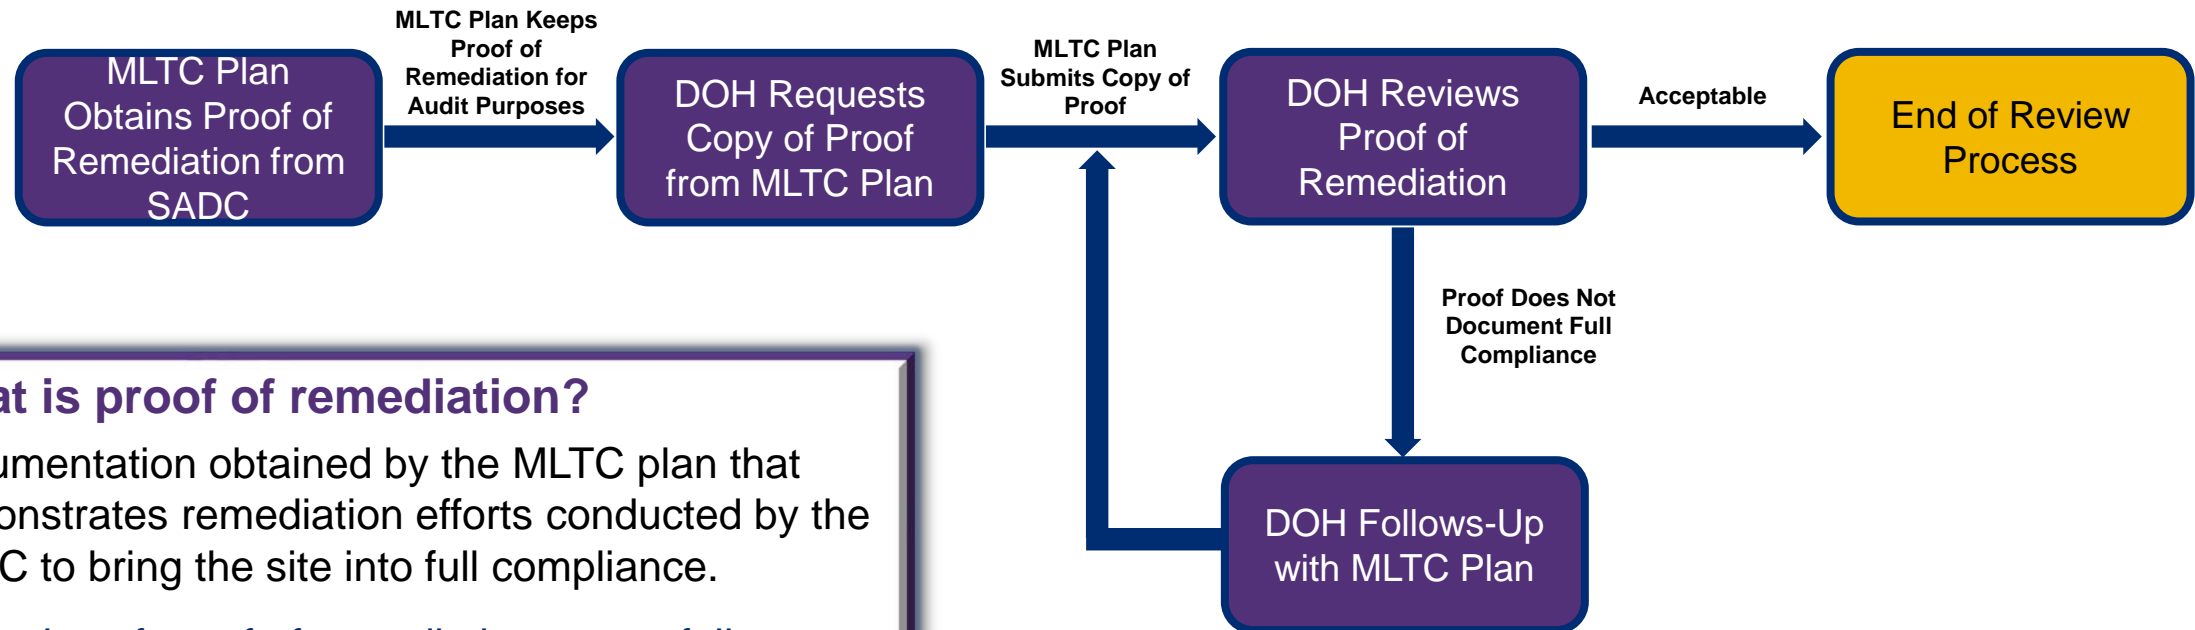 MLTC Plan Keeps
Proof of
Remediation for
Audit Purposes
MLTC Plan
Obtains Proof of
Remediation from
SADC
DOH Requests
Copy of Proof
from MLTC Plan
MLTC Plan
Submits Copy of
Proof
DOH Reviews
Proof of
Remediation
Acceptable
End of Review
Process
Proof Does Not
Document Full
Compliance
DOH Follows-Up
with MLTC Plan
at is proof of remediation?
umentation obtained by the MLTC plan that
onstrates remediation efforts conducted by the
C to bring the site into full compliance.